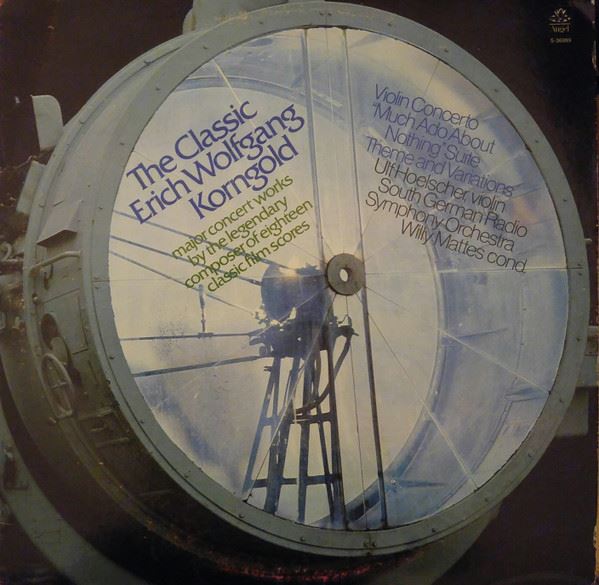 Angel
S-36999
The Classic
Erich Wolfgang
Korngold
major concert works
by the legendary
composer of eighteen
classic film scores
Violin Concerto
"Much Ado About
Nothing" Suite
Theme and Variations
Ulf Hoelscher, violin
South German Radio
Symphony Orchestra
Willy Mattes cond.